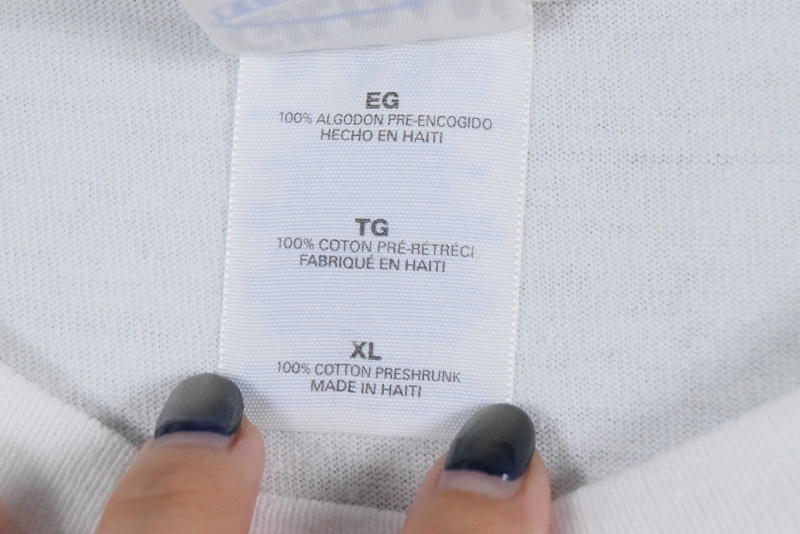 EG
100% ALGODON PRE-ENCOGIDO
HECHO EN HAITI
TG
100% COTON PRÉ-RÉTRÉCI
FABRIQUÉ EN HAITI
XL
100% COTTON PRESHRUNK
MADE IN HAITI